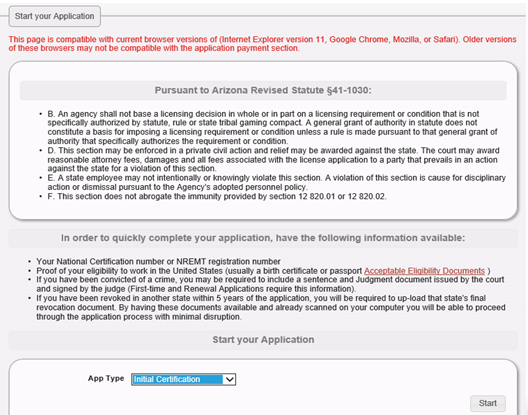 Start your Application
This page is compatible with current browser versions of (Internet Explorer version 11, Google Chrome, Mozilla, or Safari). Older versions
of these browsers may not be compatible with the application payment section.
Pursuant to Arizona Revised Statute §41-1030:
• B. An agency shall not base a licensing decision in whole or in part on a licensing requirement or condition that is not
specifically authorized by statute, rule or state tribal gaming compact. A general grant of authority in statute does not
constitute a basis for imposing a licensing requirement or condition unless a rule is made pursuant to that general grant of
authority that specifically authorizes the requirement or condition.
• D. This section may be enforced in a private civil action and relief may be awarded against the state. The court may award
reasonable attorney fees, damages and all fees associated with the license application to a party that prevails in an action
against the state for a violation of this section.
• E. A state employee may not intentionally or knowingly violate this section. A violation of this section is cause for disciplinary
action or dismissal pursuant to the Agency's adopted personnel policy.
• F. This section does not abrogate the immunity provided by section 12 820.01 or 12 820.02.
In order to quickly complete your application, have the following information available:
• Your National Certification number or NREMT registration number
• Proof of your eligibility to work in the United States (usually a birth certificate or passport Acceptable Eligibility Documents )
• If you have been convicted of a crime, you may be required to include a sentence and Judgment document issued by the court
and signed by the judge (First-time and Renewal Applications require this information).
• If you have been revoked in another state within 5 years of the application, you will be required to up-load that state's final
revocation document. By having these documents available and already scanned on your computer you will be able to proceed
through the application process with minimal disruption.
Start your Application
App Type Initial Certification
Start